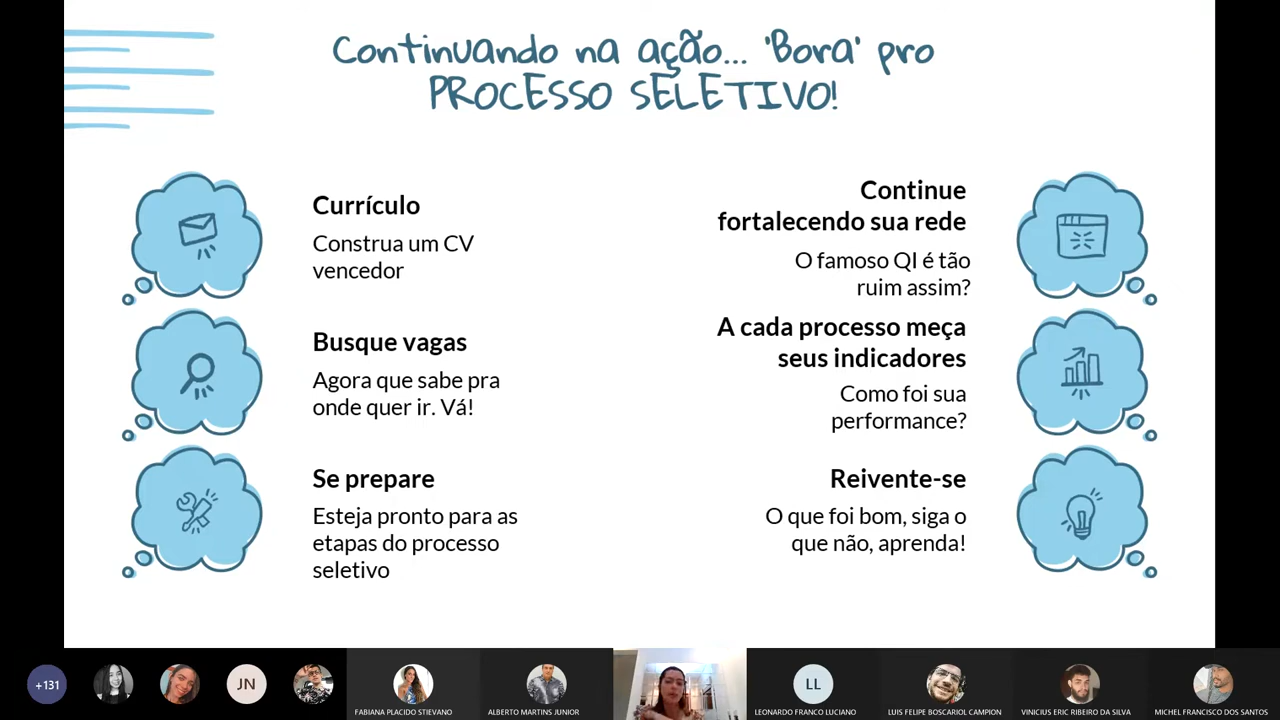 Continuando na ação... 'Bora' pro
PROCESSO SELETIVO!
Currículo
Construa um CV
vencedor
Busque vagas
Agora que sabe pra
onde quer ir. Vá!
Se prepare
Esteja pronto para as
etapas do processo
seletivo
Continue
fortalecendo sua rede
O famoso QI é tão
ruim assim?
A cada processo meça
seus indicadores
Como foi sua
performance?
Reivente-se
O que foi bom, siga o
que não, aprenda!
+131
JN
FABIANA PLACIDO STIEVANO
ALBERTO MARTINS JUNIOR
LL
LEONARDO FRANCO LUCIANO
LUIS FELIPE BOSCARIOL CAMPION
VINICIUS ERIC RIBEIRO DA SILVA
MICHEL FRANCISCO DOS SANTOS